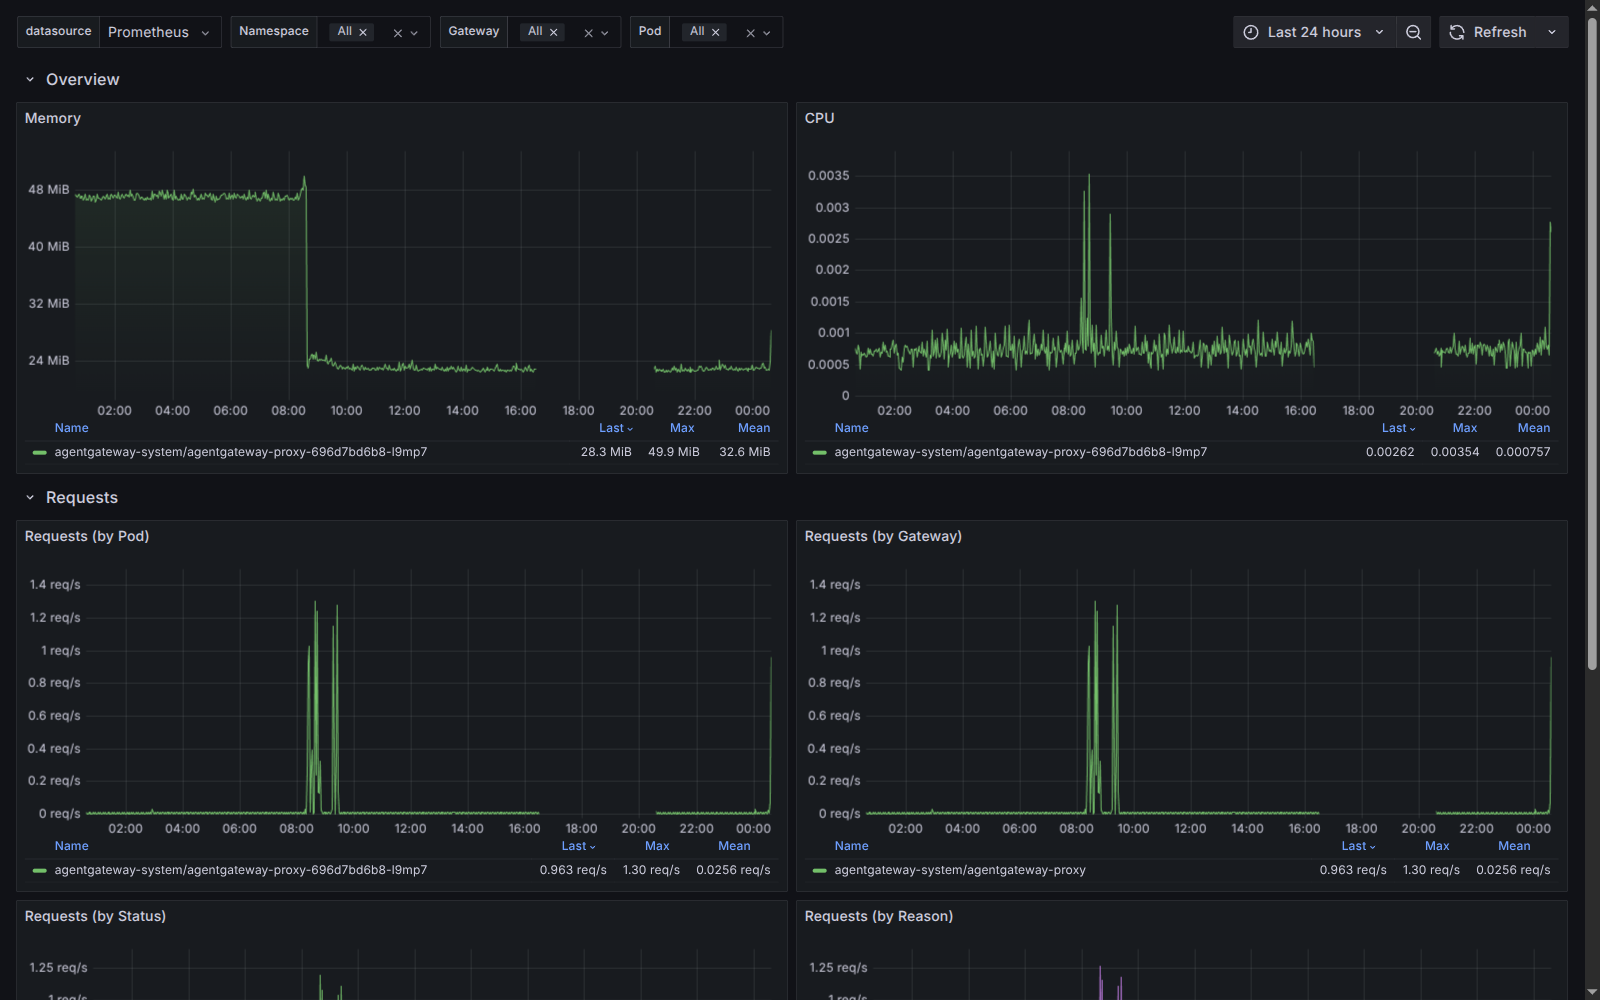 datasource Prometheus Namespace All Gateway All Pod All Last 24 hours Refresh
Overview
Memory
48 MiB
40 MiB
32 MiB
24 MiB
02:00 04:00 06:00 08:00 10:00 12:00 14:00 16:00 18:00 20:00 22:00 00:00
Name Last Max Mean
agentgateway-system/agentgateway-proxy-696d7bd6b8-l9mp7 28.3 MiB 49.9 MiB 32.6 MiB
CPU
0.0035
0.003
0.0025
0.002
0.0015
0.001
0.0005
0
02:00 04:00 06:00 08:00 10:00 12:00 14:00 16:00 18:00 20:00 22:00 00:00
Name Last Max Mean
agentgateway-system/agentgateway-proxy-696d7bd6b8-l9mp7 0.00262 0.00354 0.000757
Requests
Requests (by Pod)
1.4 req/s
1.2 req/s
1 req/s
0.8 req/s
0.6 req/s
0.4 req/s
0.2 req/s
0 req/s
02:00 04:00 06:00 08:00 10:00 12:00 14:00 16:00 18:00 20:00 22:00 00:00
Name Last Max Mean
agentgateway-system/agentgateway-proxy-696d7bd6b8-l9mp7 0.963 req/s 1.30 req/s 0.0256 req/s
Requests (by Gateway)
1.4 req/s
1.2 req/s
1 req/s
0.8 req/s
0.6 req/s
0.4 req/s
0.2 req/s
0 req/s
02:00 04:00 06:00 08:00 10:00 12:00 14:00 16:00 18:00 20:00 22:00 00:00
Name Last Max Mean
agentgateway-system/agentgateway-proxy 0.963 req/s 1.30 req/s 0.0256 req/s
Requests (by Status)
1.25 req/s
1 req/s
Requests (by Reason)
1.25 req/s
1 req/s